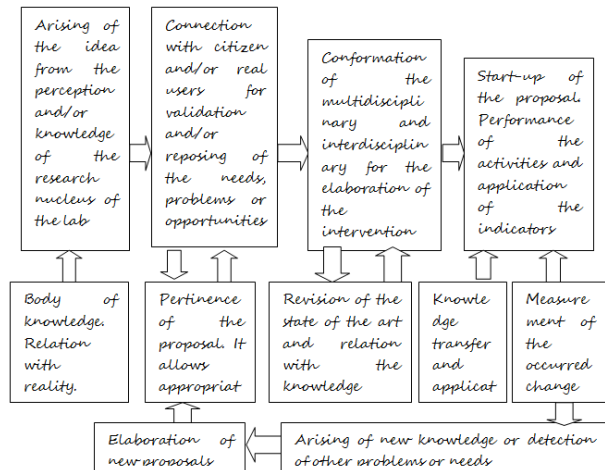 Arising of
the idea
from the
perception
and/or
knowledge
of the
research
nucleus of
the lab
Connection
with citizen
and/or real
users for
validation
and/or
reposing of
the needs,
problems or
opportunities
Conformation
of the
multidiscipli
nary and
interdisciplin
ary for the
elaboration of
the
intervention
Start-up of
the proposal.
Performance
of the
activities and
application
of the
indicators
Body of
knowledge.
Relation
with
reality.
Pertinence
of the
proposal. It
allows
appropriat
Revision of the
state of the art
and relation
with the
knowledge
Knowle
dge
transfer
and
applicat
Measure
ment of
the
occurred
change
Elaboration of
new proposals
Arising of new knowledge or detection
of other problems or needs